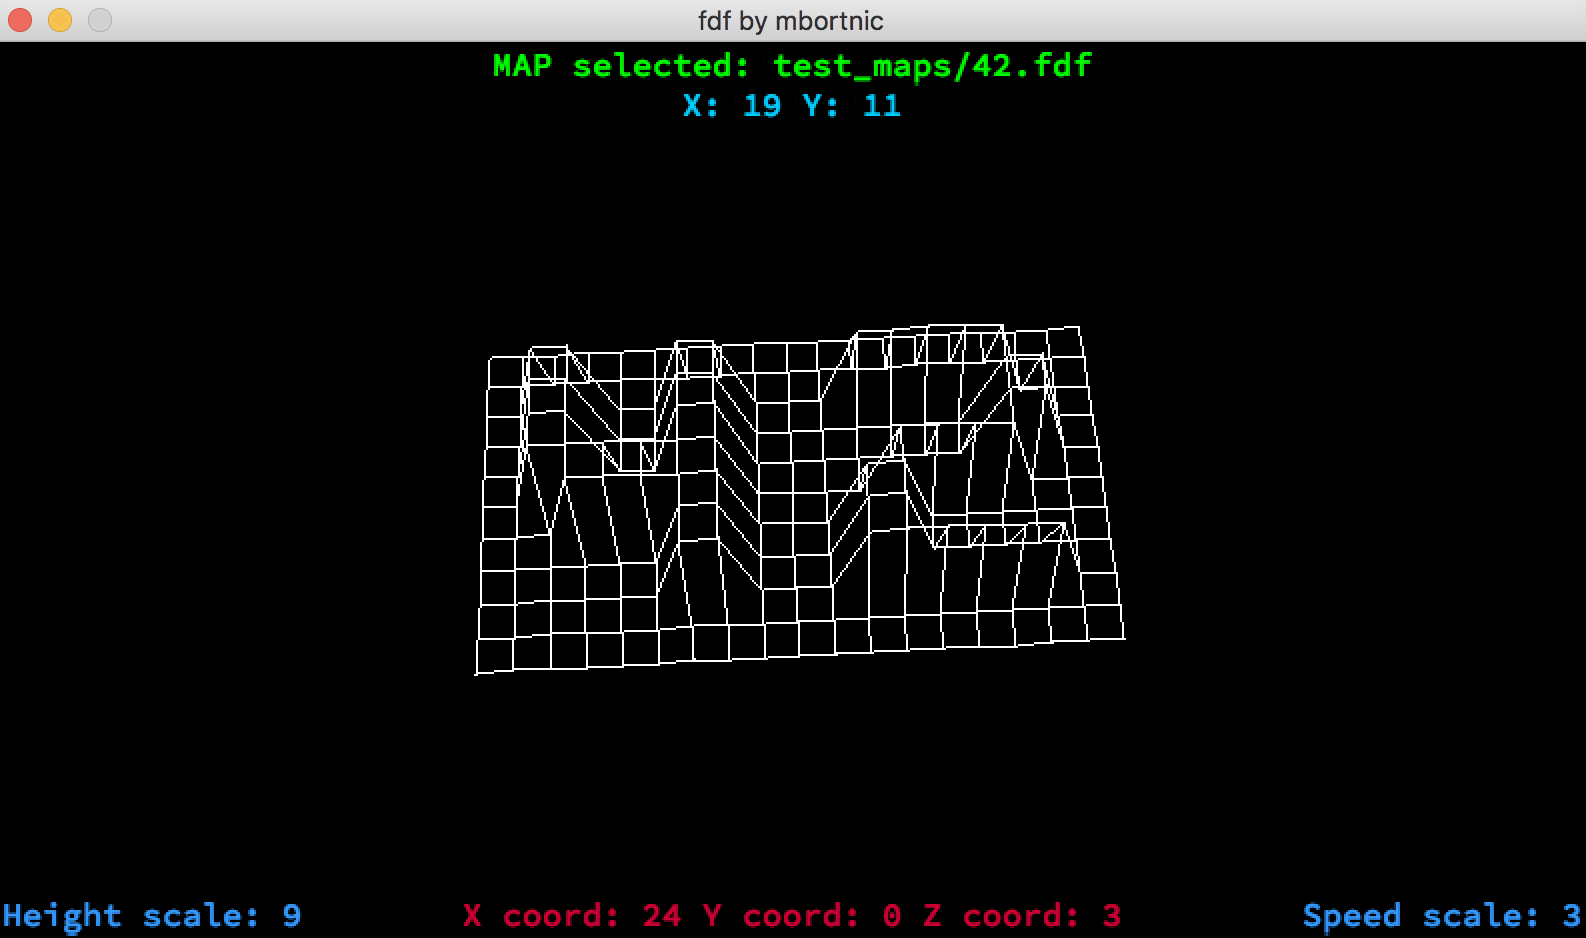 fdf by mbortnic
MAP selected: test_maps/42.fdf
X: 19 Y: 11
Height scale: 9
X coord: 24 Y coord: 0 Z coord: 3
Speed scale: 3